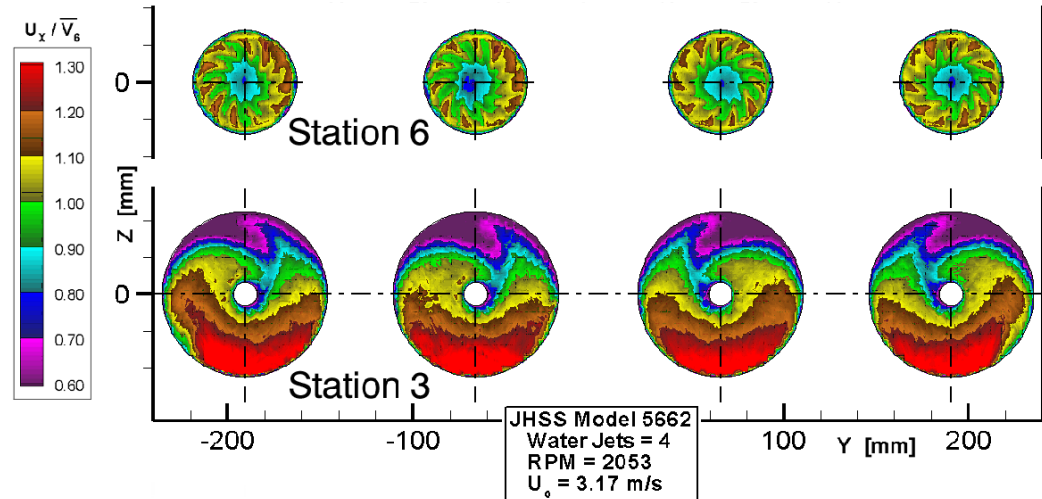 U_X / V̅_6
1.30
1.20
1.10
1.00
0.90
0.80
0.70
0.60
0
Station 6
Z [mm]
0
Station 3
-200
-100
100
200
Y [mm]
JHSS Model 5662
Water Jets = 4
RPM = 2053
U_o = 3.17 m/s